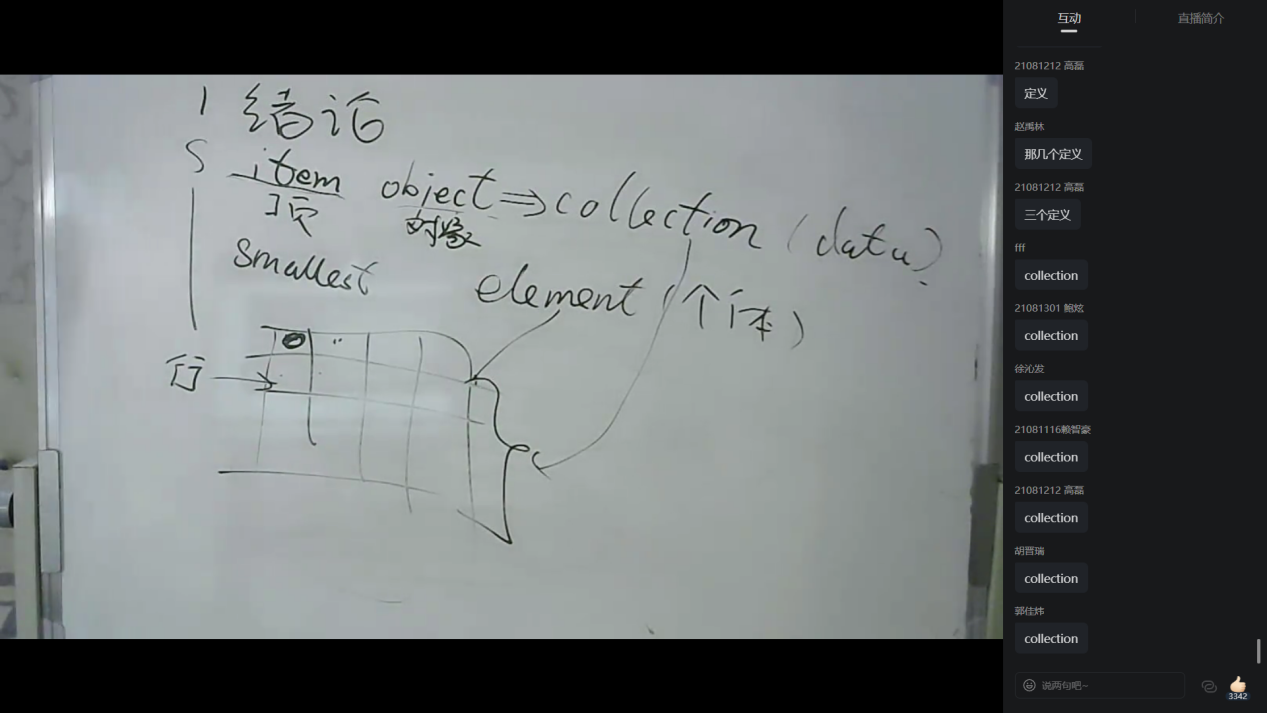 1 结论
S item object ⇒ collection (data)
项 对象
smallest element (个体)
行
互动 直播简介
21081212 高磊
定义
赵禹林
那几个定义
21081212 高磊
三个定义
fff
collection
21081301 鲍炫
collection
徐沁发
collection
21081116赖智豪
collection
21081212 高磊
collection
胡晋瑞
collection
郭佳炜
collection
说两句吧~
3342